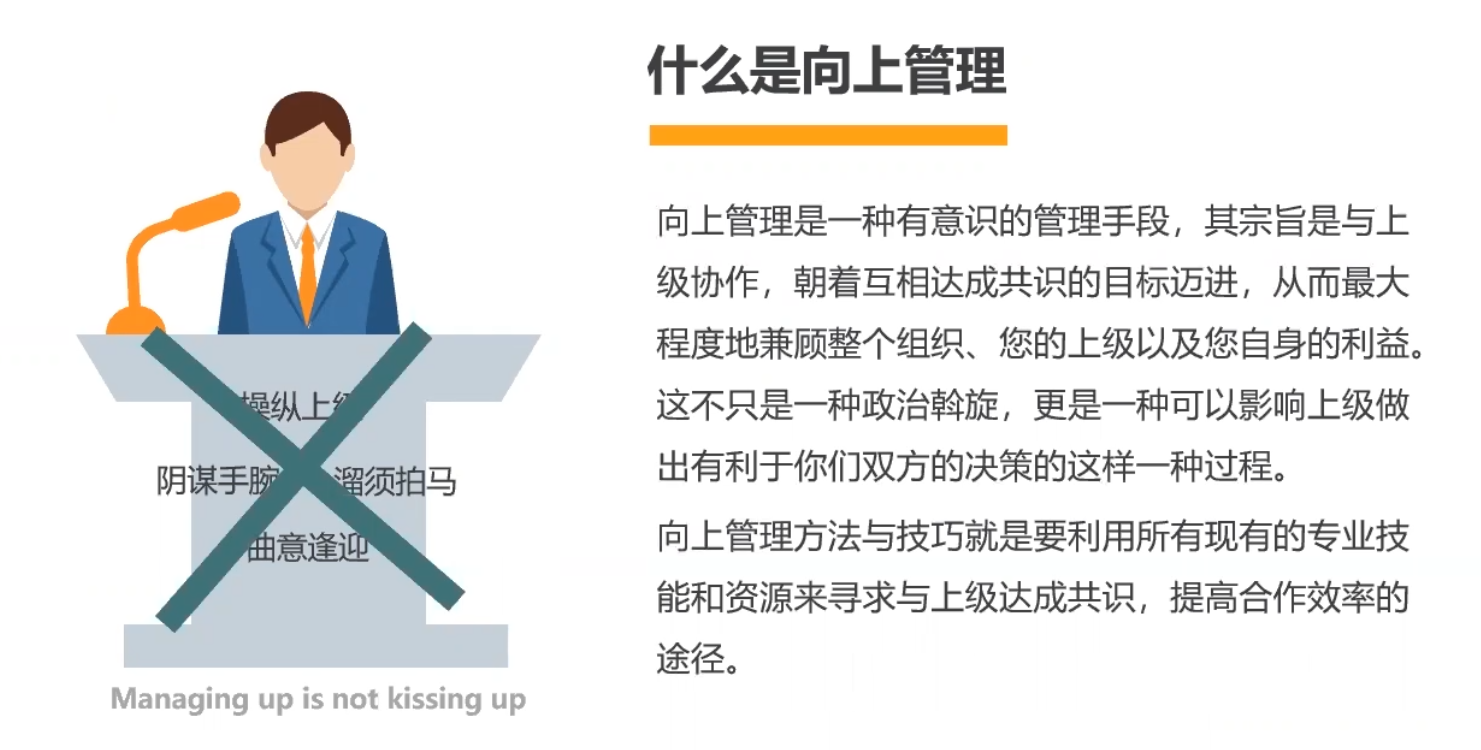 什么是向上管理
向上管理是一种有意识的管理手段，其宗旨是与上
级协作，朝着互相达成共识的目标迈进，从而最大
程度地兼顾整个组织、您的上级以及您自身的利益。
这不只是一种政治斡旋，更是一种可以影响上级做
出有利于你们双方的决策的这样一种过程。
向上管理方法与技巧就是要利用所有现有的专业技
能和资源来寻求与上级达成共识，提高合作效率的
途径。
操纵上级
阴谋手腕 溜须拍马
曲意逢迎
Managing up is not kissing up